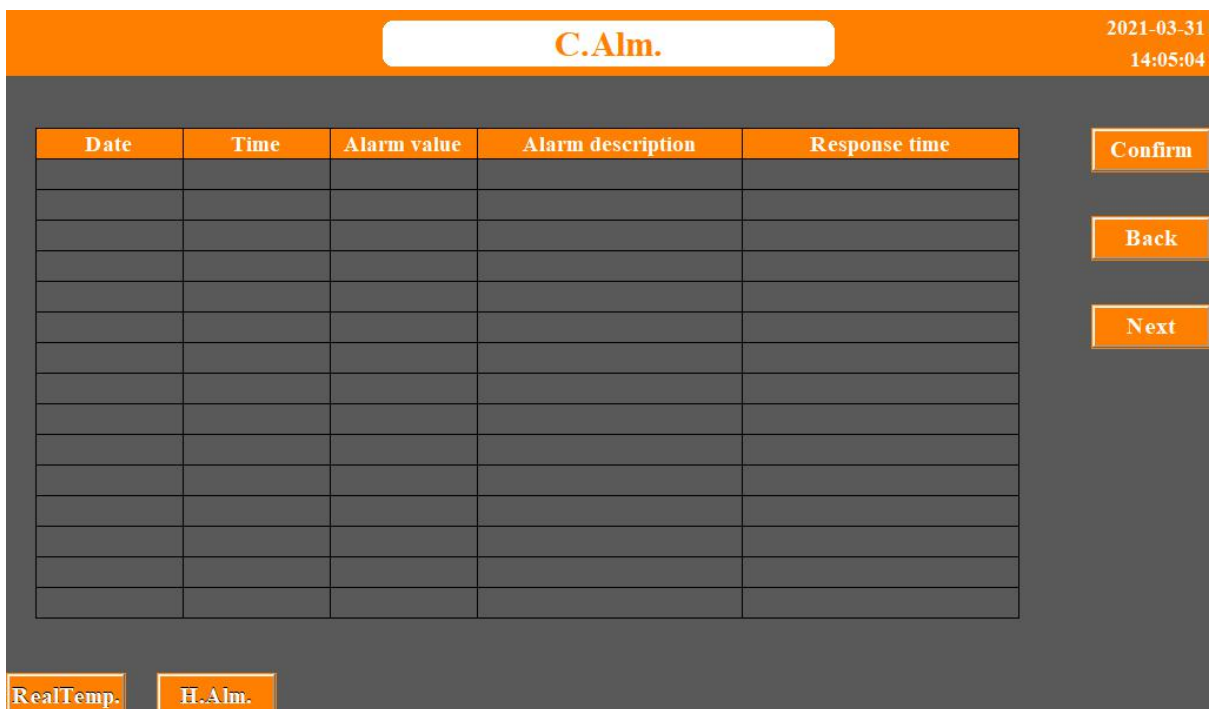 C.Alm.
2021-03-31
14:05:04
Date Time Alarm value Alarm description Response time
Confirm
Back
Next
RealTemp. H.Alm.